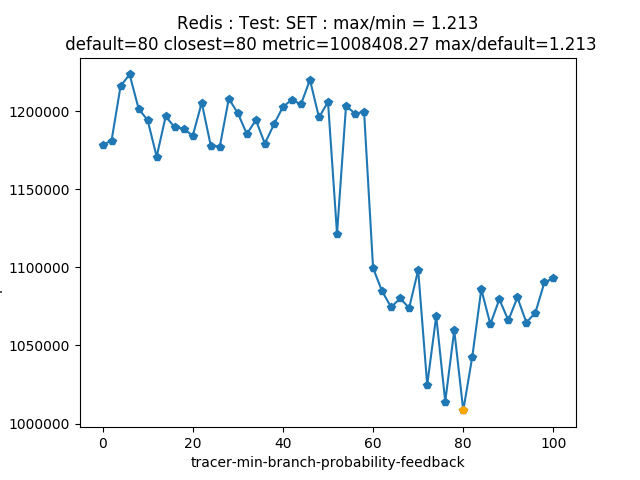 Redis : Test: SET : max/min = 1.213
default=80 closest=80 metric=1008408.27 max/default=1.213
1200000
1150000
1100000
1050000
1000000
0 20 40 60 80 100
tracer-min-branch-probability-feedback